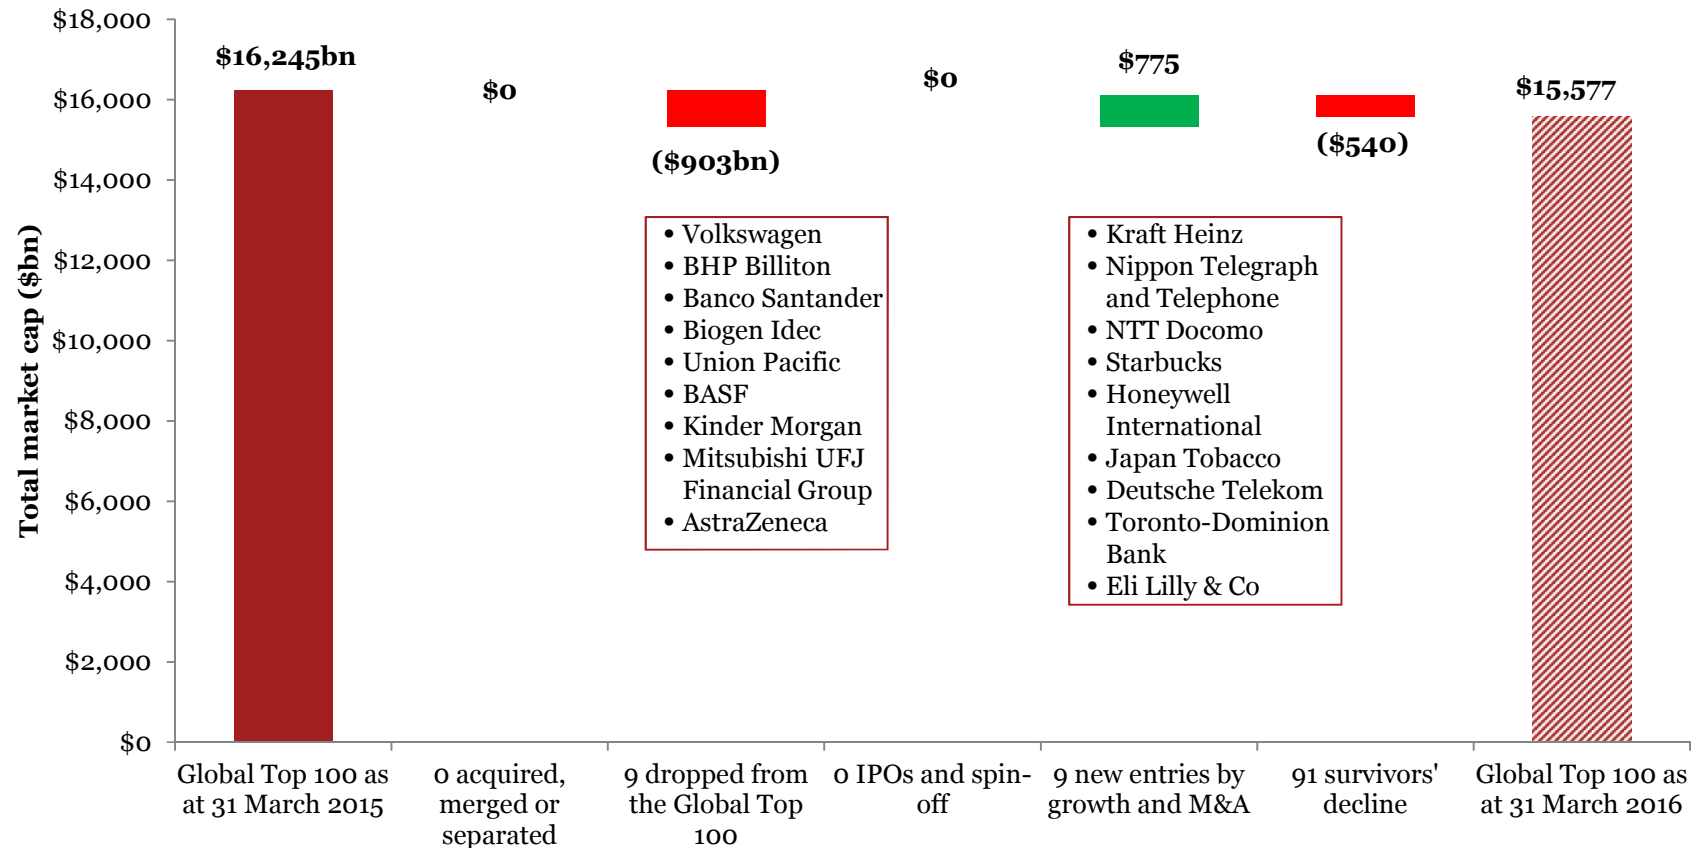 $18,000
$16,000
$14,000
$12,000
$10,000
$8,000
$6,000
$4,000
$2,000
$0
Total market cap ($bn)
$16,245bn
$0
($903bn)
$0
$775
($540)
$15,577
• Volkswagen
• BHP Billiton
• Banco Santander
• Biogen Idec
• Union Pacific
• BASF
• Kinder Morgan
• Mitsubishi UFJ
Financial Group
• AstraZeneca
• Kraft Heinz
• Nippon Telegraph
and Telephone
• NTT Docomo
• Starbucks
• Honeywell
International
• Japan Tobacco
• Deutsche Telekom
• Toronto-Dominion
Bank
• Eli Lilly & Co
Global Top 100 as
at 31 March 2015
0 acquired,
merged or
separated
9 dropped from
the Global Top
100
0 IPOs and spin-
off
9 new entries by
growth and M&A
91 survivors'
decline
Global Top 100 as
at 31 March 2016